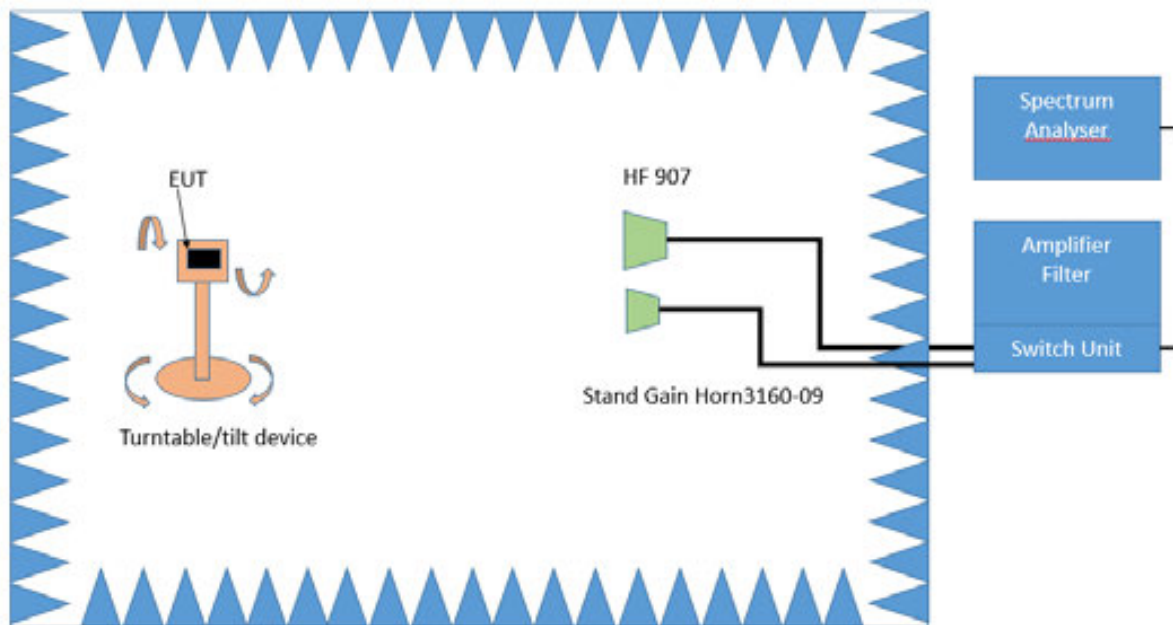 Spectrum
Analyser
EUT
HF 907
Amplifier
Filter
Switch Unit
Stand Gain Horn3160-09
Turntable/tilt device